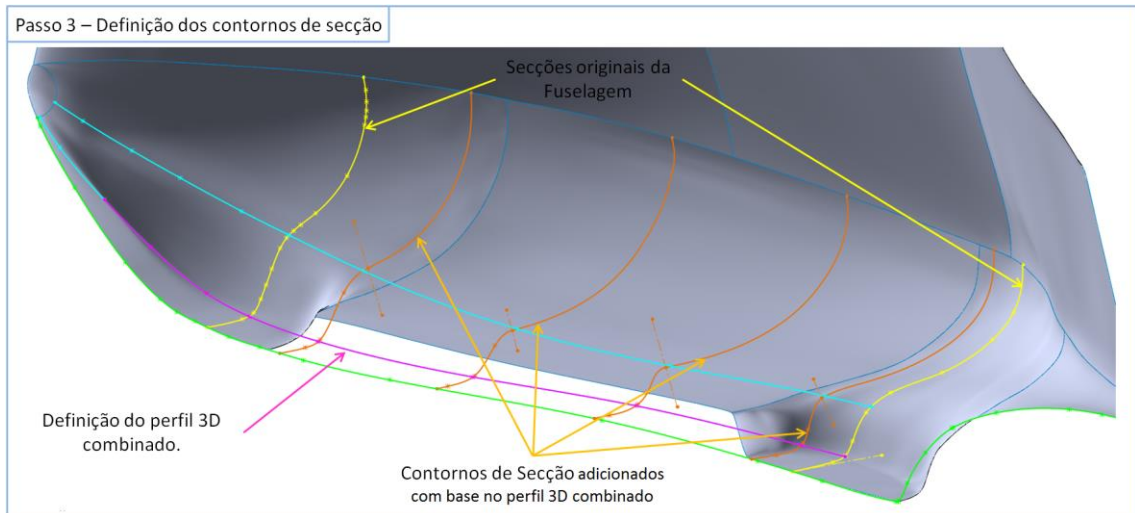 Passo 3 – Definição dos contornos de secção
Secções originais da
Fuselagem
Definição do perfil 3D
combinado.
Contornos de Secção adicionados
com base no perfil 3D combinado